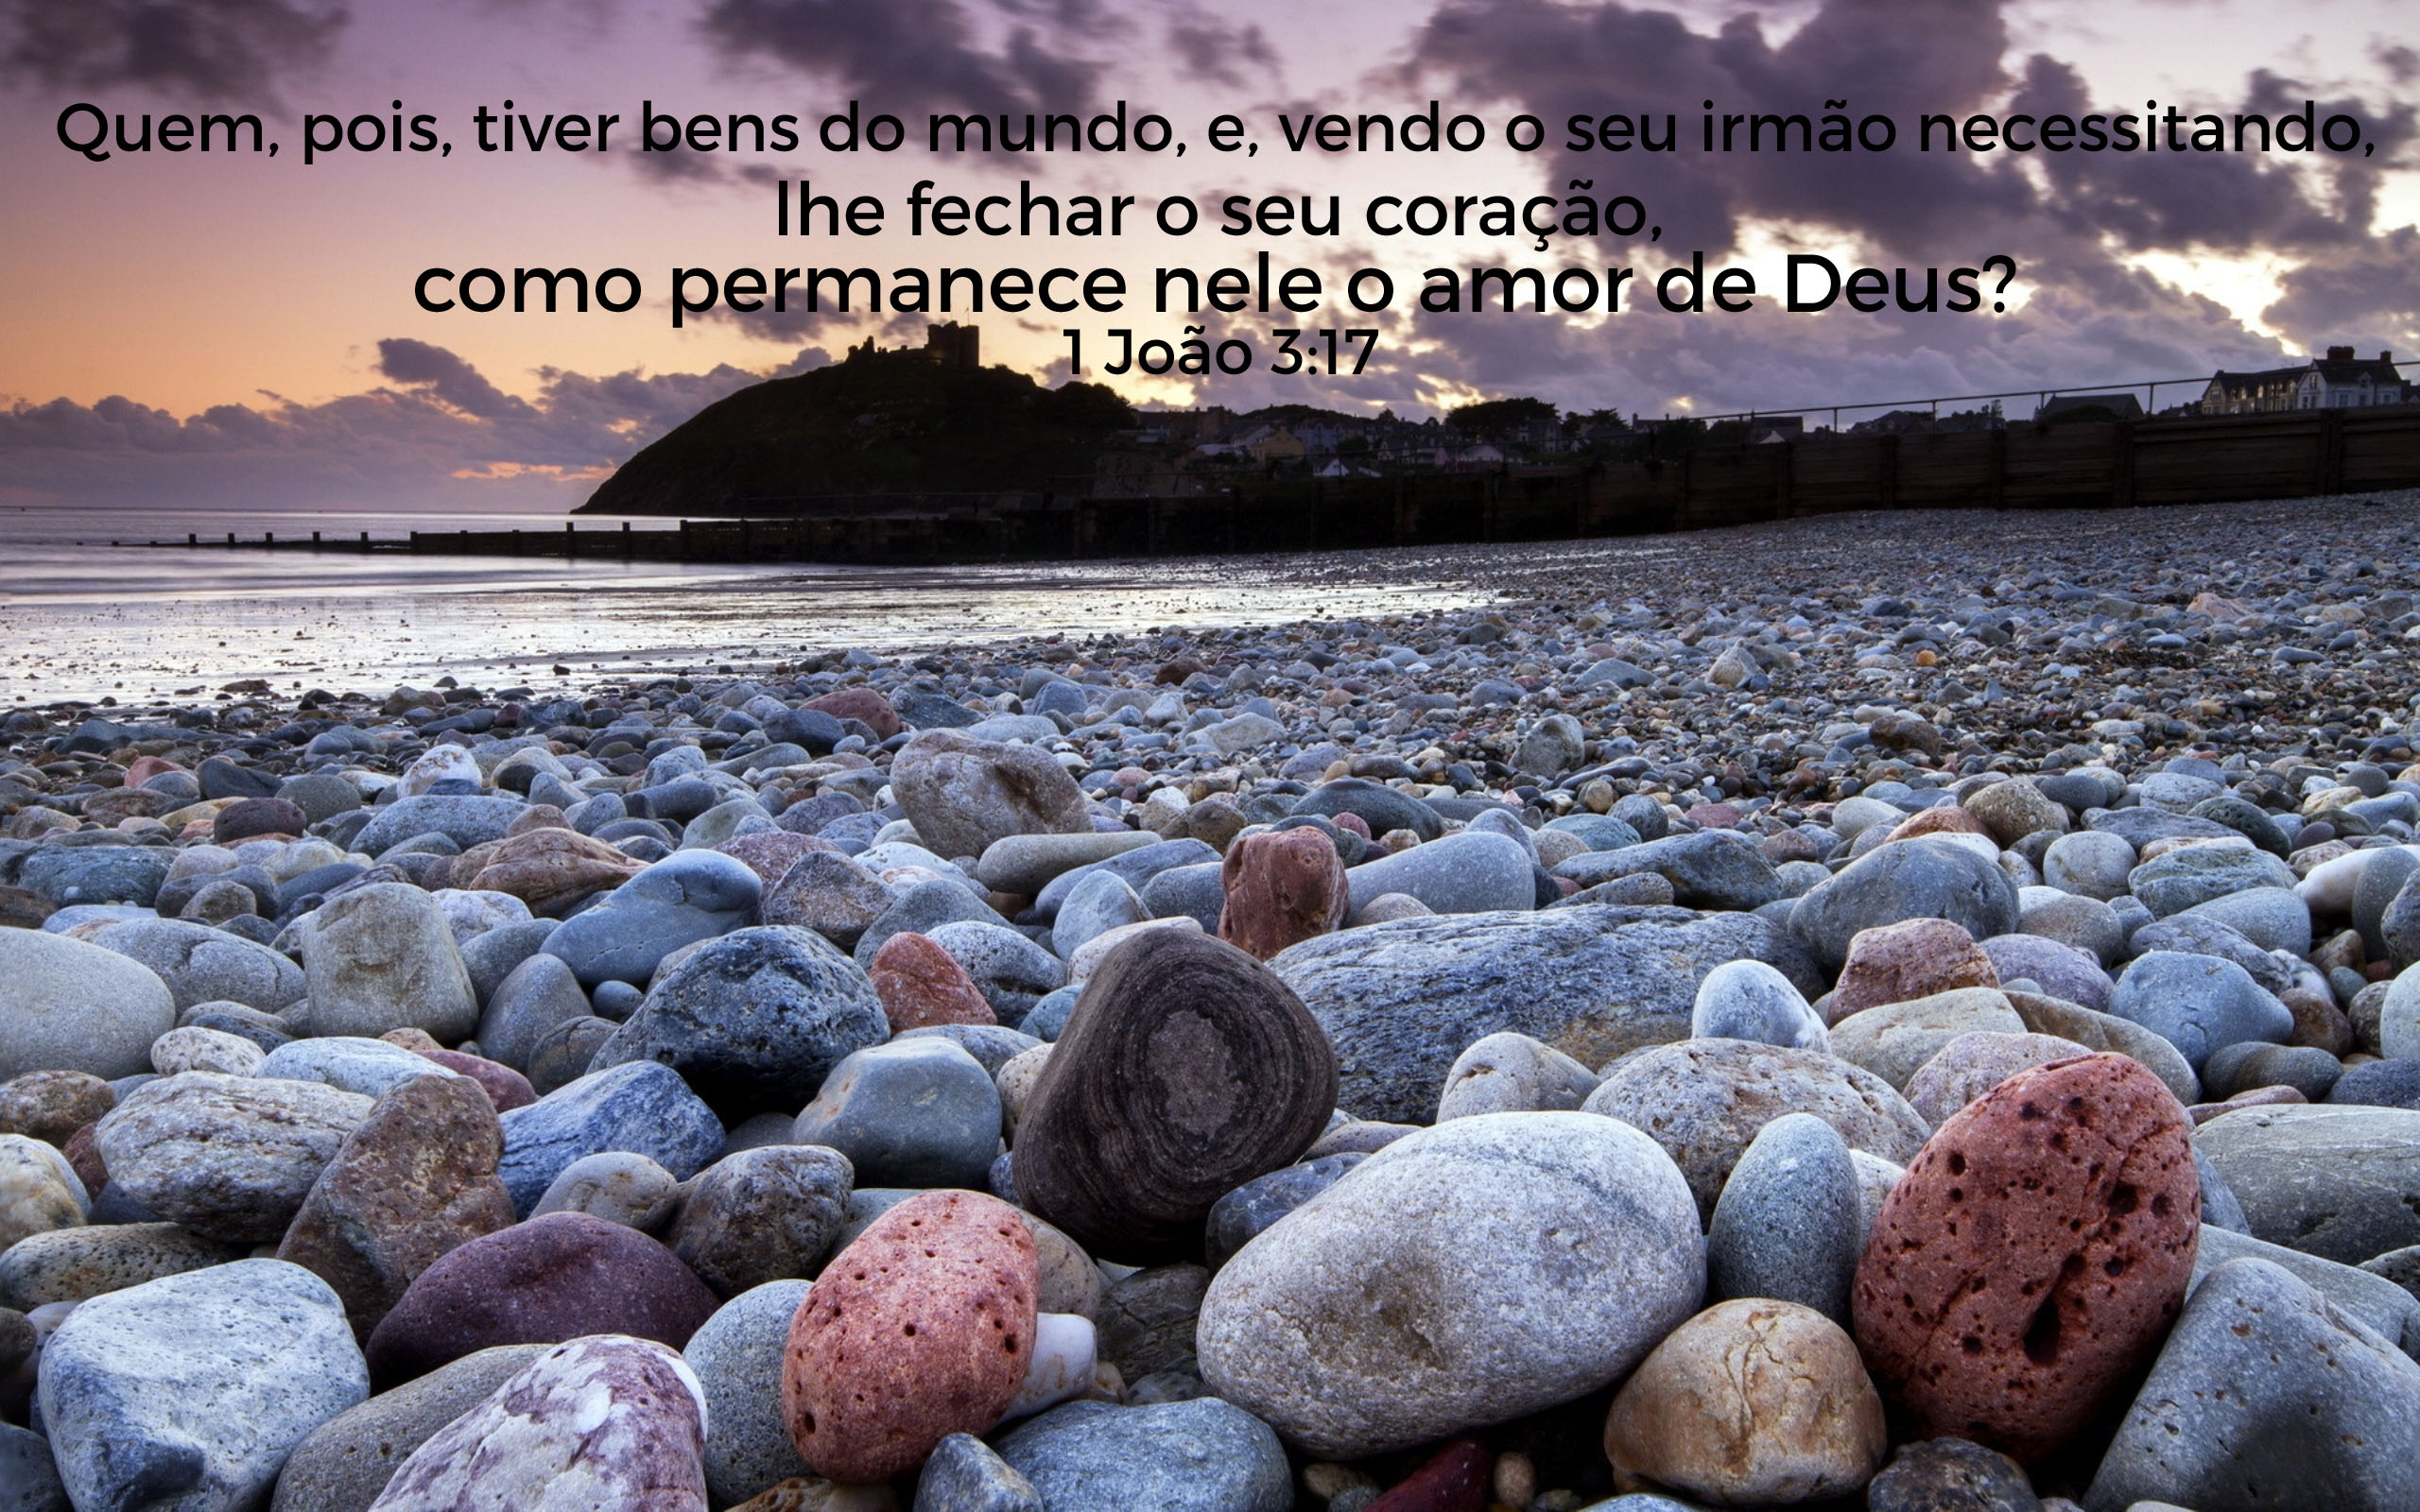 Quem, pois, tiver bens do mundo, e, vendo o seu irmão necessitando,
lhe fechar o seu coração,
como permanece nele o amor de Deus?
1 João 3:17